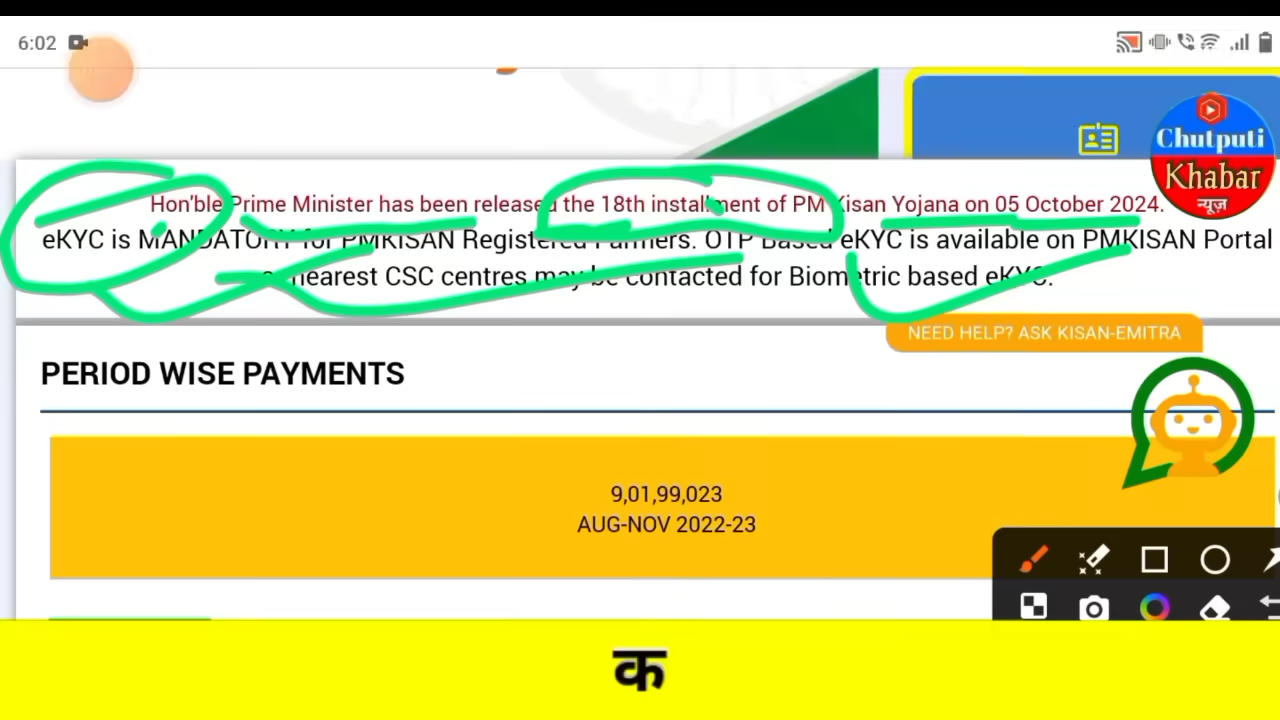 6:02
Chutputi
Khabar
न्यूज़
Hon'ble Prime Minister has been released the 18th installment of PM Kisan Yojana on 05 October 2024.
eKYC is MANDATORY for PMKISAN Registered Farmers. OTP Based eKYC is available on PMKISAN Portal
nearest CSC centres may be contacted for Biometric based eKYC.
NEED HELP? ASK KISAN-EMITRA
PERIOD WISE PAYMENTS
9,01,99,023
AUG-NOV 2022-23
क